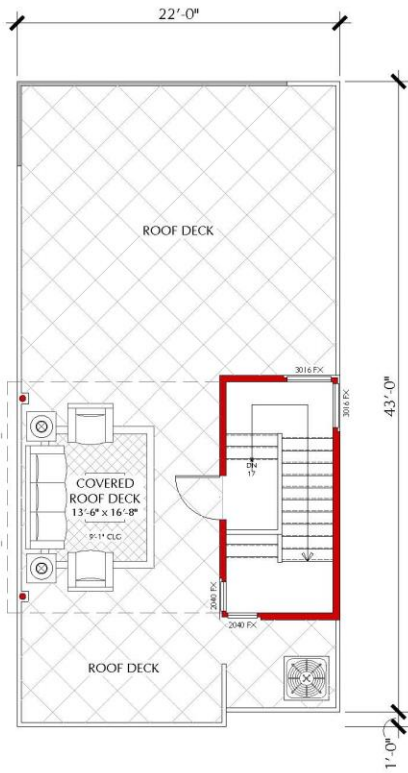 22'-0"
ROOF DECK
3016 FX
3016 FX
43'-0"
DN
17
COVERED
ROOF DECK
13'-6" x 16'-8"
9'-1" CLG
2040 FX
2040 FX
ROOF DECK
1'-0"